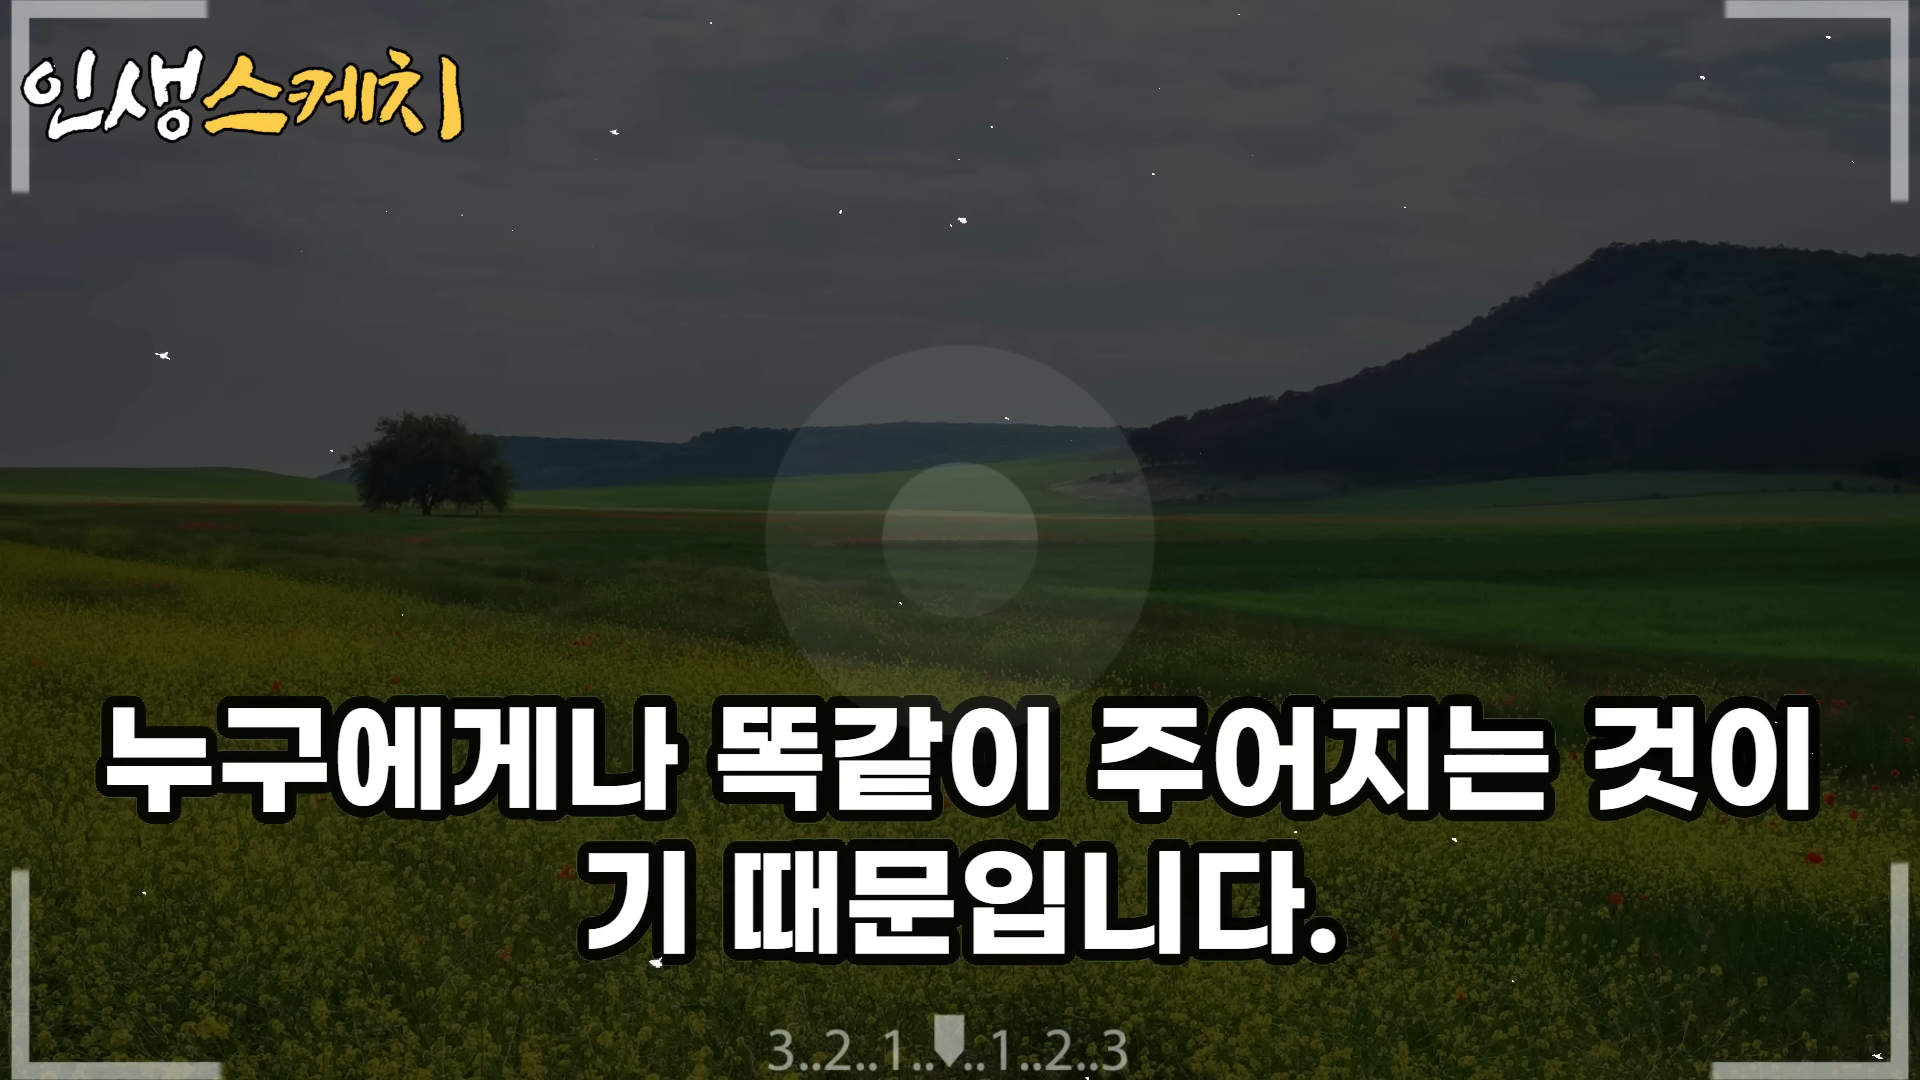 인생스케치
누구에게나 똑같이 주어지는 것이
기 때문입니다.
3..2..1....1..2..3